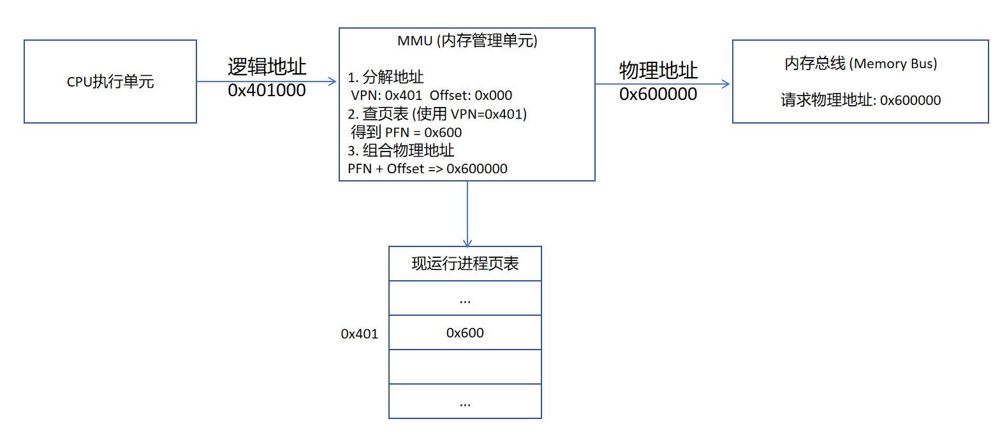 CPU执行单元
逻辑地址
0x401000
MMU (内存管理单元)
1. 分解地址
VPN: 0x401  Offset: 0x000
2. 查页表 (使用 VPN=0x401)
得到 PFN = 0x600
3. 组合物理地址
PFN + Offset => 0x600000
物理地址
0x600000
内存总线 (Memory Bus)
请求物理地址: 0x600000
现运行进程页表
...
0x401
0x600
...